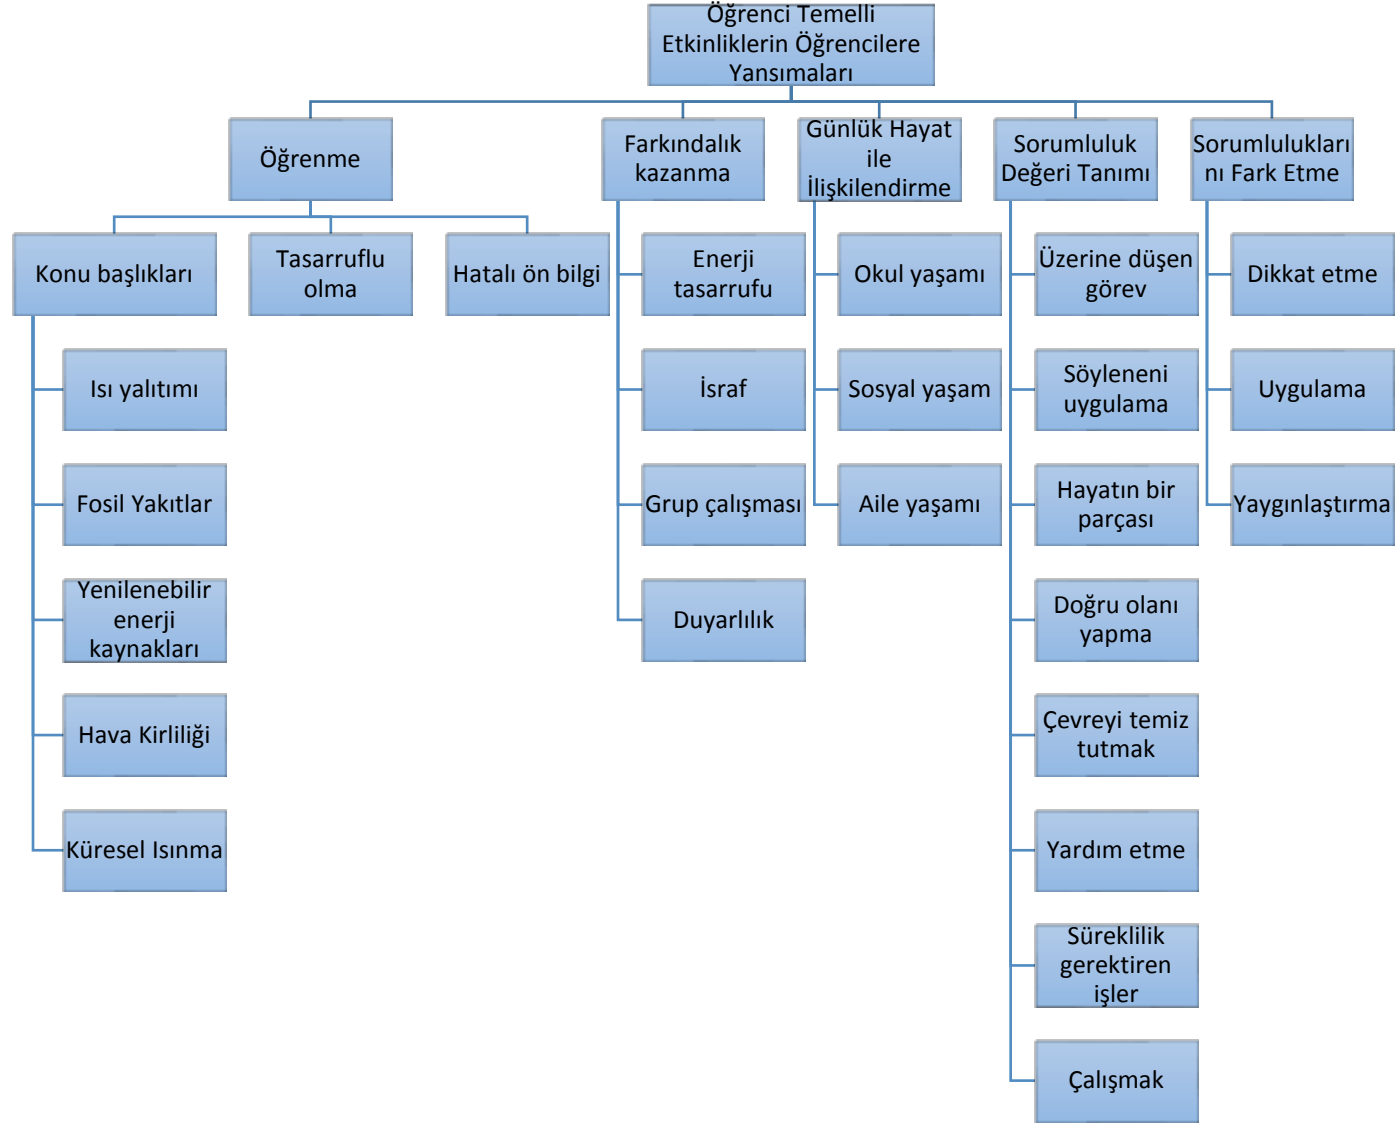 Öğrenci Temelli
Etkinliklerin Öğrencilere
Yansımaları
Öğrenme
Farkındalık
kazanma
Günlük Hayat
ile
İlişkilendirme
Sorumluluk
Değeri Tanımı
Sorumlulukları
nı Fark Etme
Konu başlıkları
Tasarruflu
olma
Hatalı ön bilgi
Isı yalıtımı
Fosil Yakıtlar
Yenilenebilir
enerji
kaynakları
Hava Kirliliği
Küresel Isınma
Enerji
tasarrufu
İsraf
Grup çalışması
Duyarlılık
Okul yaşamı
Sosyal yaşam
Aile yaşamı
Üzerine düşen
görev
Söyleneni
uygulama
Hayatın bir
parçası
Doğru olanı
yapma
Çevreyi temiz
tutmak
Yardım etme
Süreklilik
gerektiren
işler
Çalışmak
Dikkat etme
Uygulama
Yaygınlaştırma